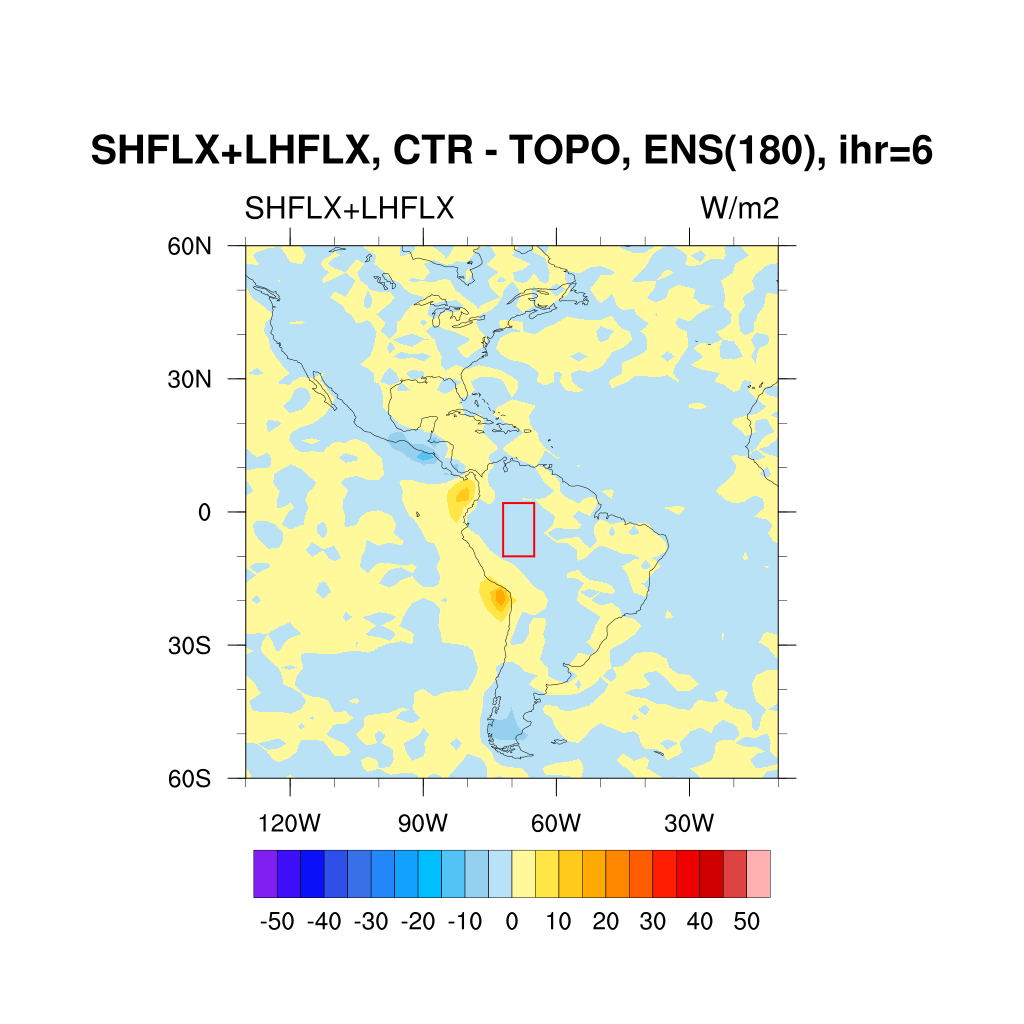 SHFLX+LHFLX, CTR - TOPO, ENS(180), ihr=6
SHFLX+LHFLX W/m2
60N
30N
0
30S
60S
120W 90W 60W 30W
-50 -40 -30 -20 -10 0 10 20 30 40 50